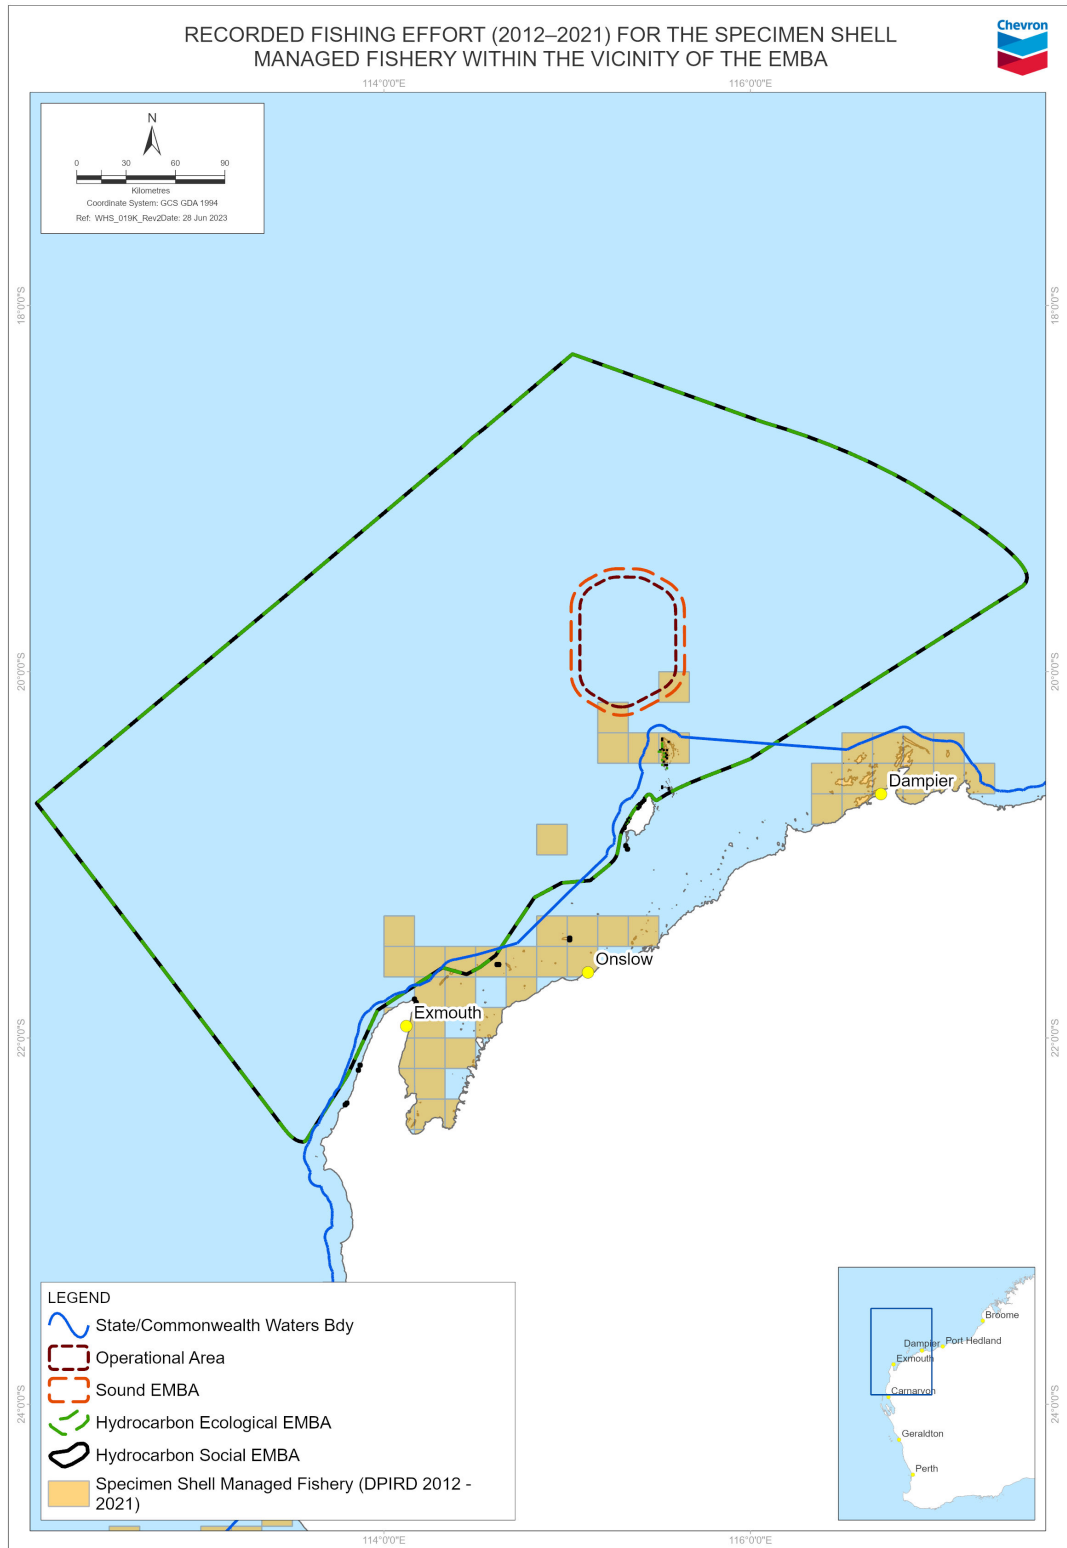 RECORDED FISHING EFFORT (2012–2021) FOR THE SPECIMEN SHELL
MANAGED FISHERY WITHIN THE VICINITY OF THE EMBA
Chevron
114°0'0"E
116°0'0"E
N
0 30 60 90
Kilometres
Coordinate System: GCS GDA 1994
Ref: WHS_019K_Rev2Date: 28 Jun 2023
18°0'0"S
18°0'0"S
20°0'0"S
20°0'0"S
Dampier
Onslow
Exmouth
22°0'0"S
22°0'0"S
LEGEND
State/Commonwealth Waters Bdy
Operational Area
Sound EMBA
Hydrocarbon Ecological EMBA
Hydrocarbon Social EMBA
Specimen Shell Managed Fishery (DPIRD 2012 -
2021)
Broome
Dampier
Port Hedland
Exmouth
Carnarvon
Geraldton
Perth
24°0'0"S
24°0'0"S
114°0'0"E
116°0'0"E